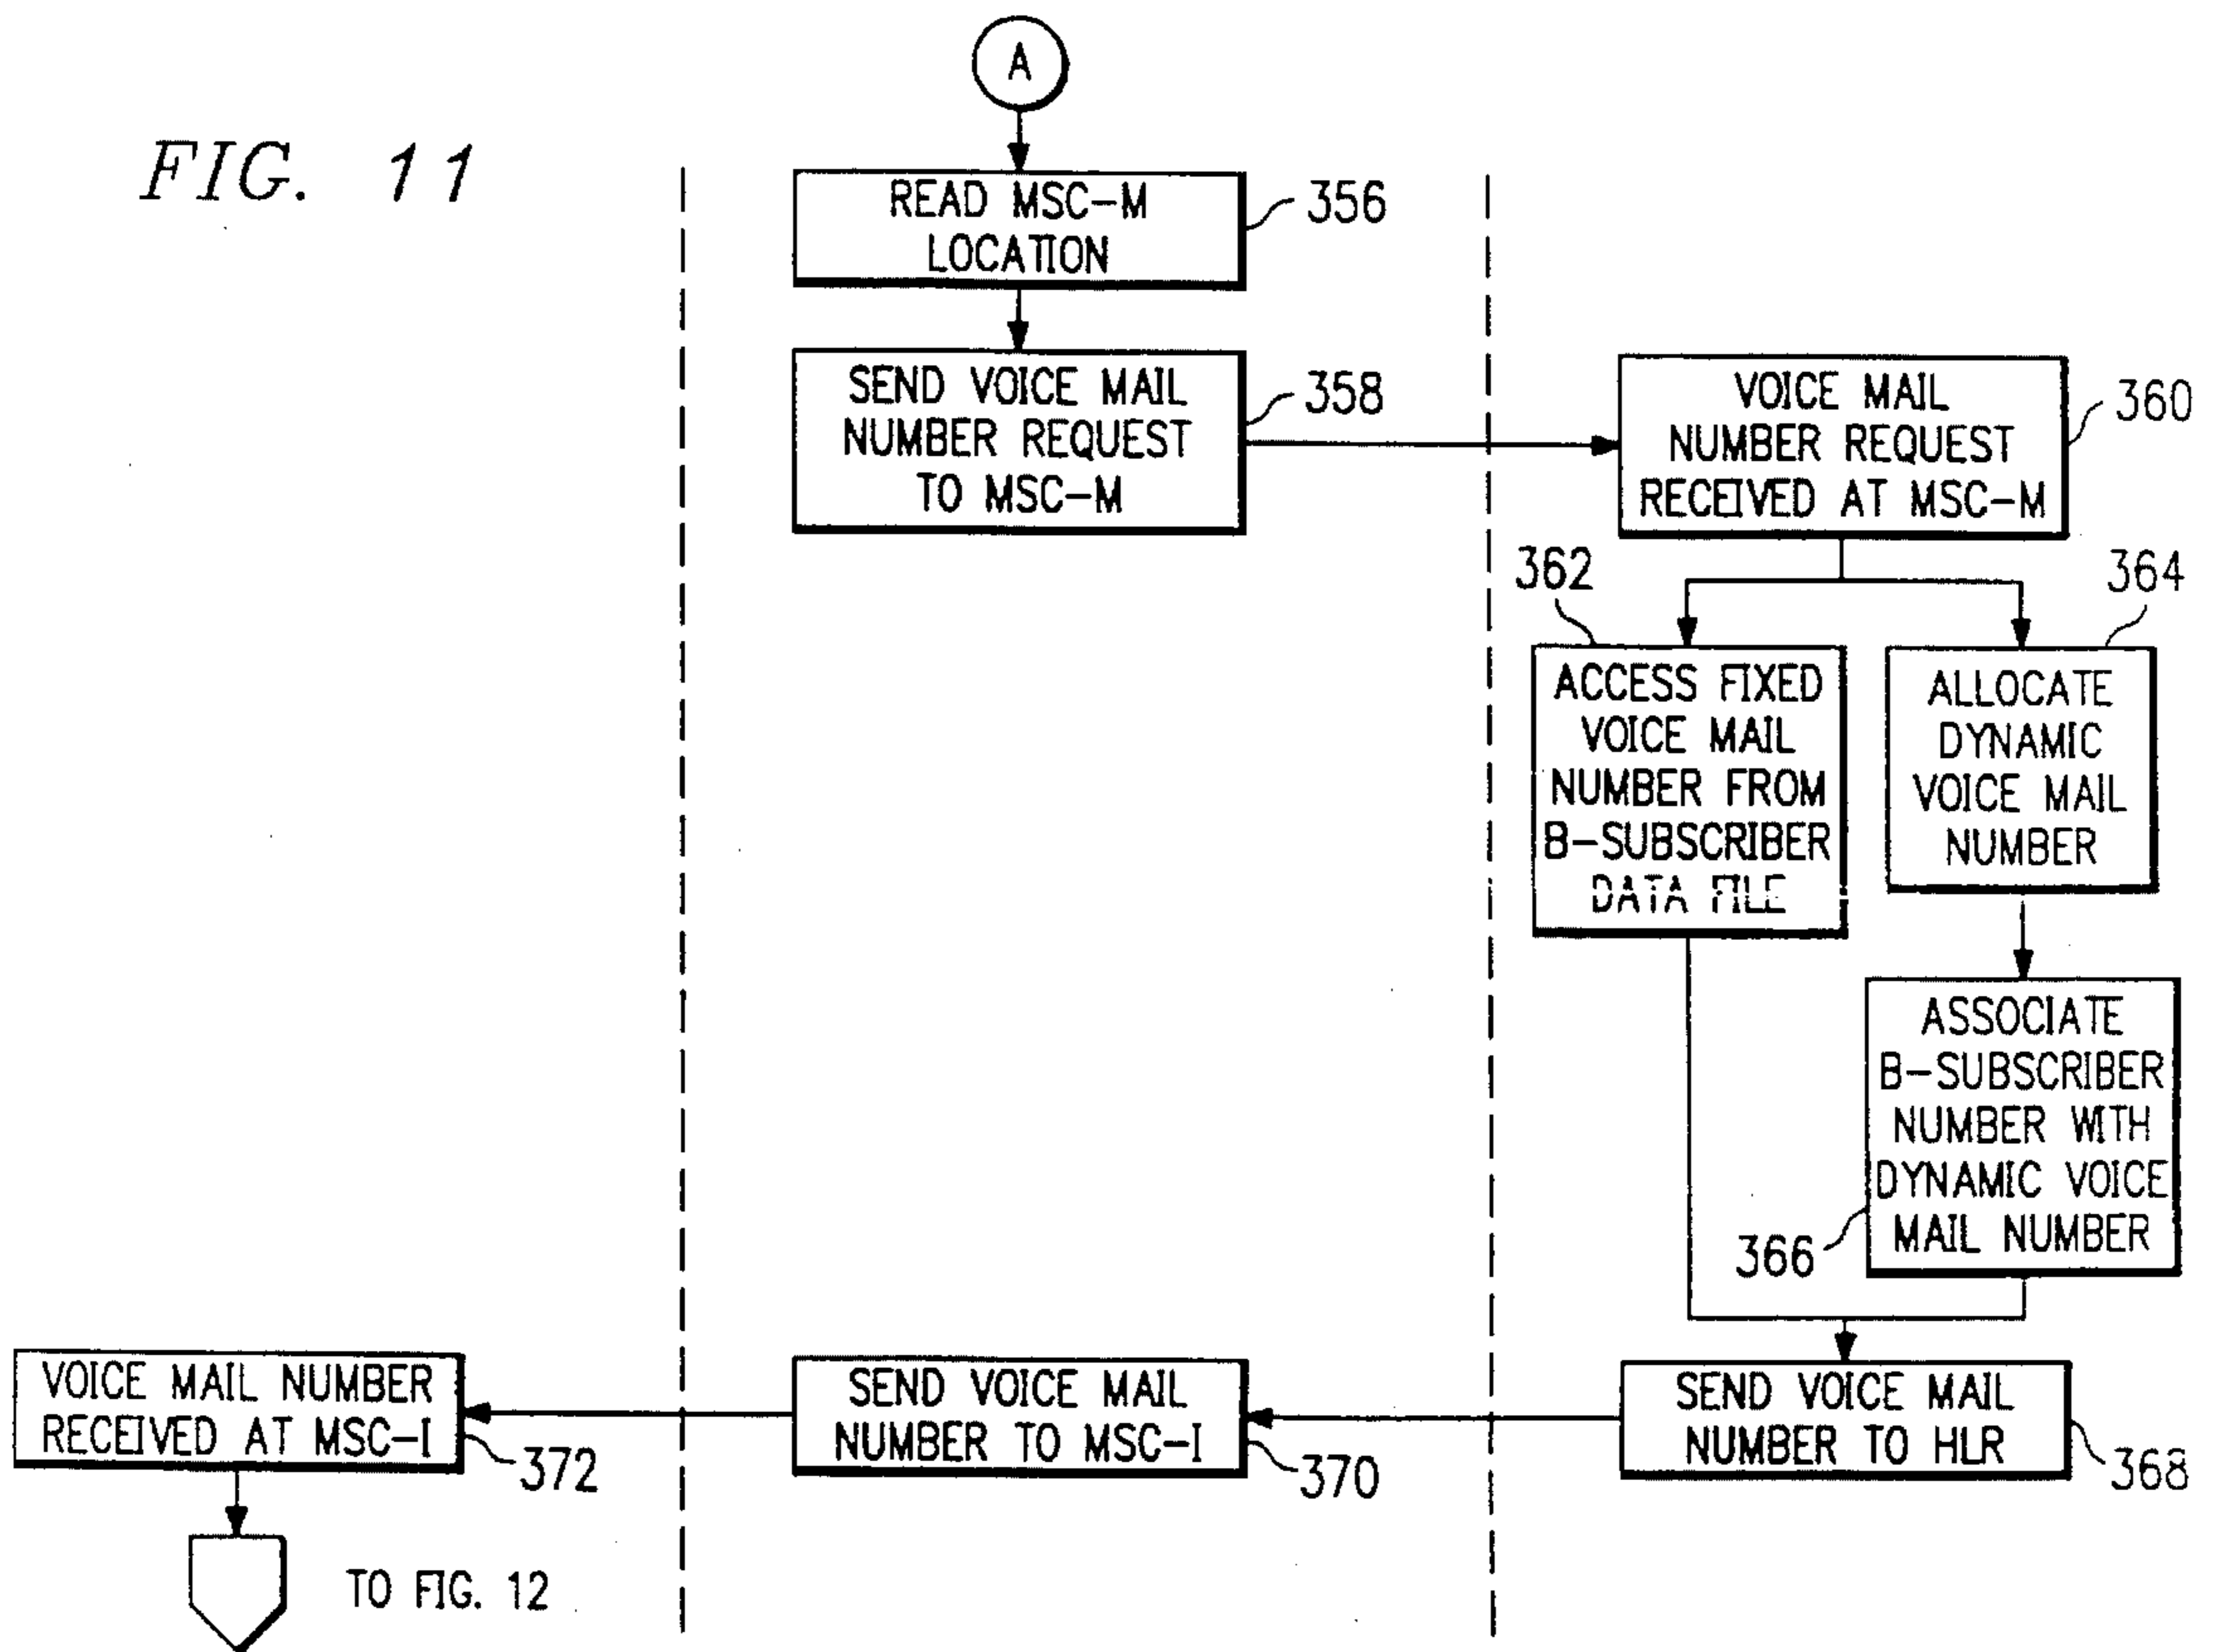 A
FIG. 11
READ MSC-M
LOCATION
356
SEND VOICE MAIL
NUMBER REQUEST
TO MSC-M
358
VOICE MAIL
NUMBER REQUEST
RECEIVED AT MSC-M
360
362
364
ACCESS FIXED
VOICE MAIL
NUMBER FROM
B-SUBSCRIBER
DATA FILE
ALLOCATE
DYNAMIC
VOICE MAIL
NUMBER
ASSOCIATE
B-SUBSCRIBER
NUMBER WITH
DYNAMIC VOICE
MAIL NUMBER
366
VOICE MAIL NUMBER
RECEIVED AT MSC-I
372
SEND VOICE MAIL
NUMBER TO MSC-I
370
SEND VOICE MAIL
NUMBER TO HLR
368
TO FIG. 12